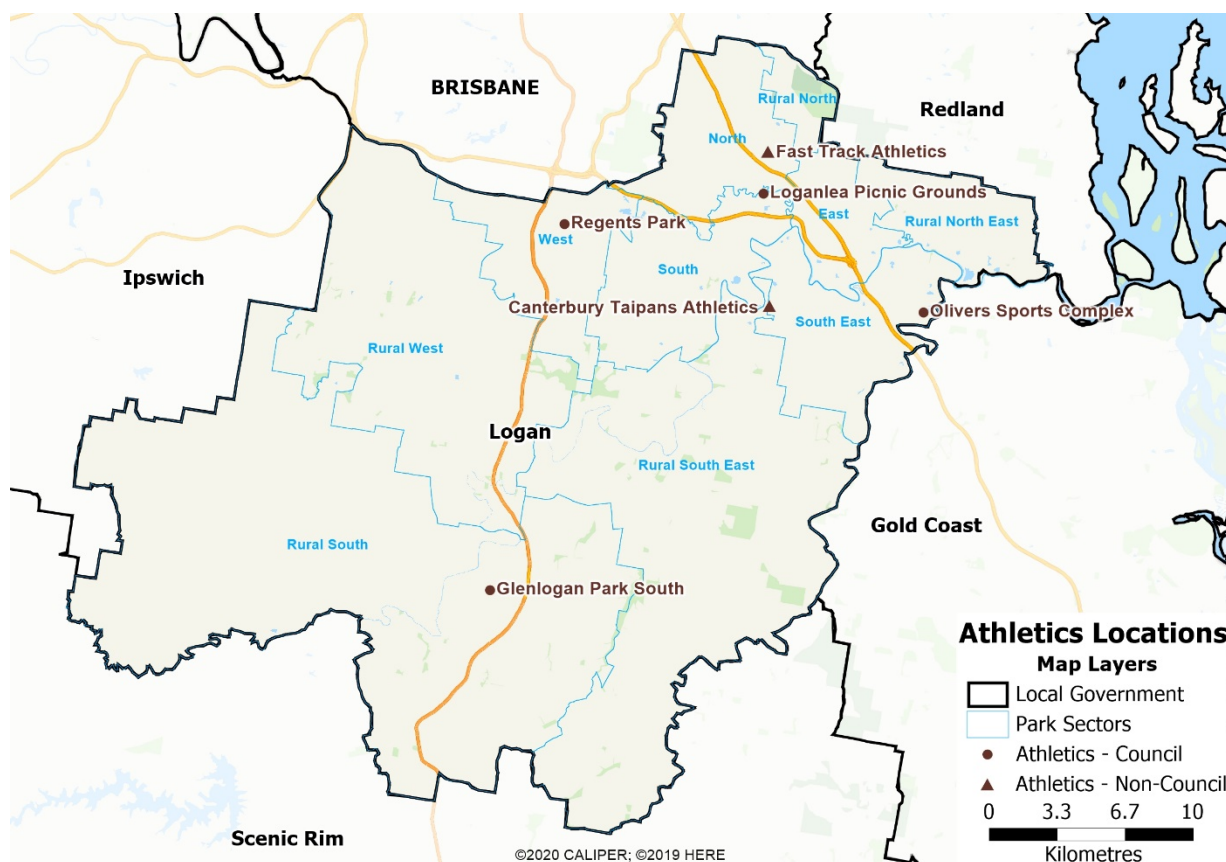 BRISBANE
Rural North
Redland
North
Fast Track Athletics
Loganlea Picnic Grounds
East
Rural North East
Regents Park
West
Ipswich
South
Canterbury Taipans Athletics
Olivers Sports Complex
South East
Rural West
Logan
Rural South East
Gold Coast
Rural South
Glenlogan Park South
Scenic Rim
Athletics Locations
Map Layers
Local Government
Park Sectors
Athletics - Council
Athletics - Non-Council
0 3.3 6.7 10
Kilometres
©2020 CALIPER; ©2019 HERE